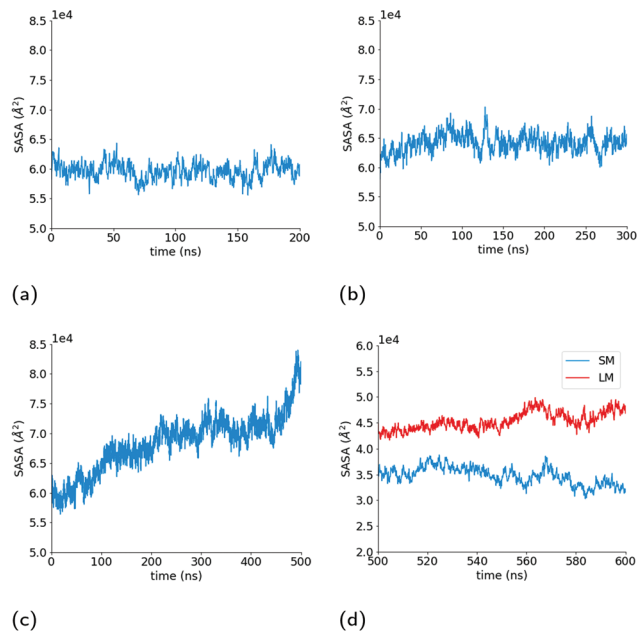 1e4
8.5
8.0
7.5
7.0
6.5
6.0
5.5
5.0
SASA (Å²)
0 50 100 150 200
time (ns)
(a)
1e4
8.5
8.0
7.5
7.0
6.5
6.0
5.5
5.0
SASA (Å²)
0 50 100 150 200 250 300
time (ns)
(b)
1e4
8.5
8.0
7.5
7.0
6.5
6.0
5.5
5.0
SASA (Å²)
0 100 200 300 400 500
time (ns)
(c)
1e4
6.0
5.5
5.0
4.5
4.0
3.5
3.0
2.5
2.0
SASA (Å²)
SM
LM
500 520 540 560 580 600
time (ns)
(d)